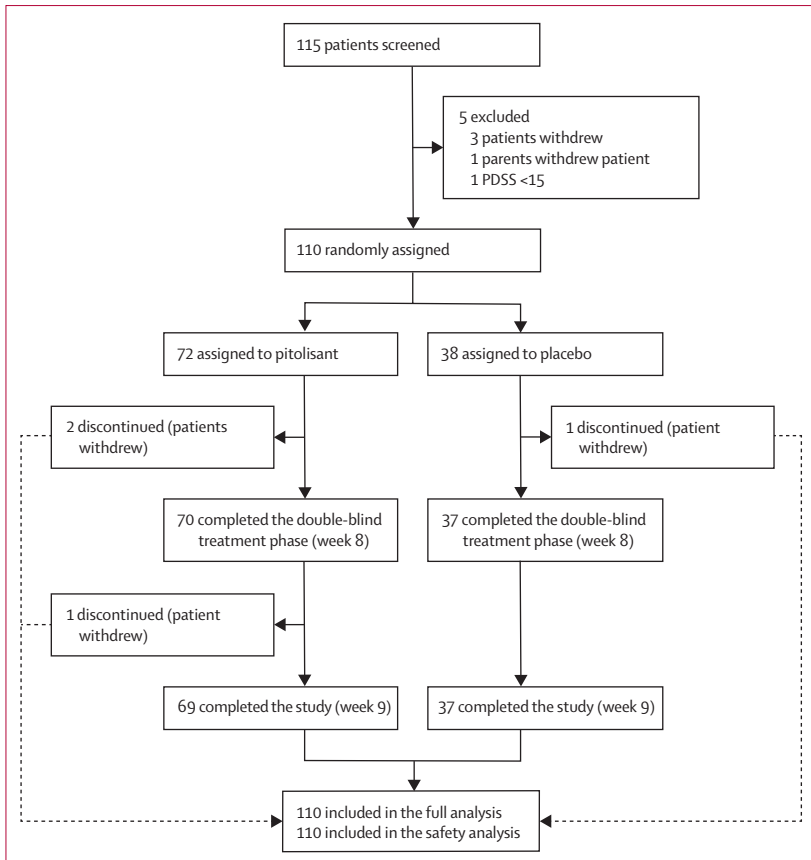 115 patients screened
5 excluded
3 patients withdrew
1 parents withdrew patient
1 PDSS <15
110 randomly assigned
72 assigned to pitolisant
38 assigned to placebo
2 discontinued (patients
withdrew)
1 discontinued (patient
withdrew)
70 completed the double-blind
treatment phase (week 8)
37 completed the double-blind
treatment phase (week 8)
1 discontinued (patient
withdrew)
69 completed the study (week 9)
37 completed the study (week 9)
110 included in the full analysis
110 included in the safety analysis